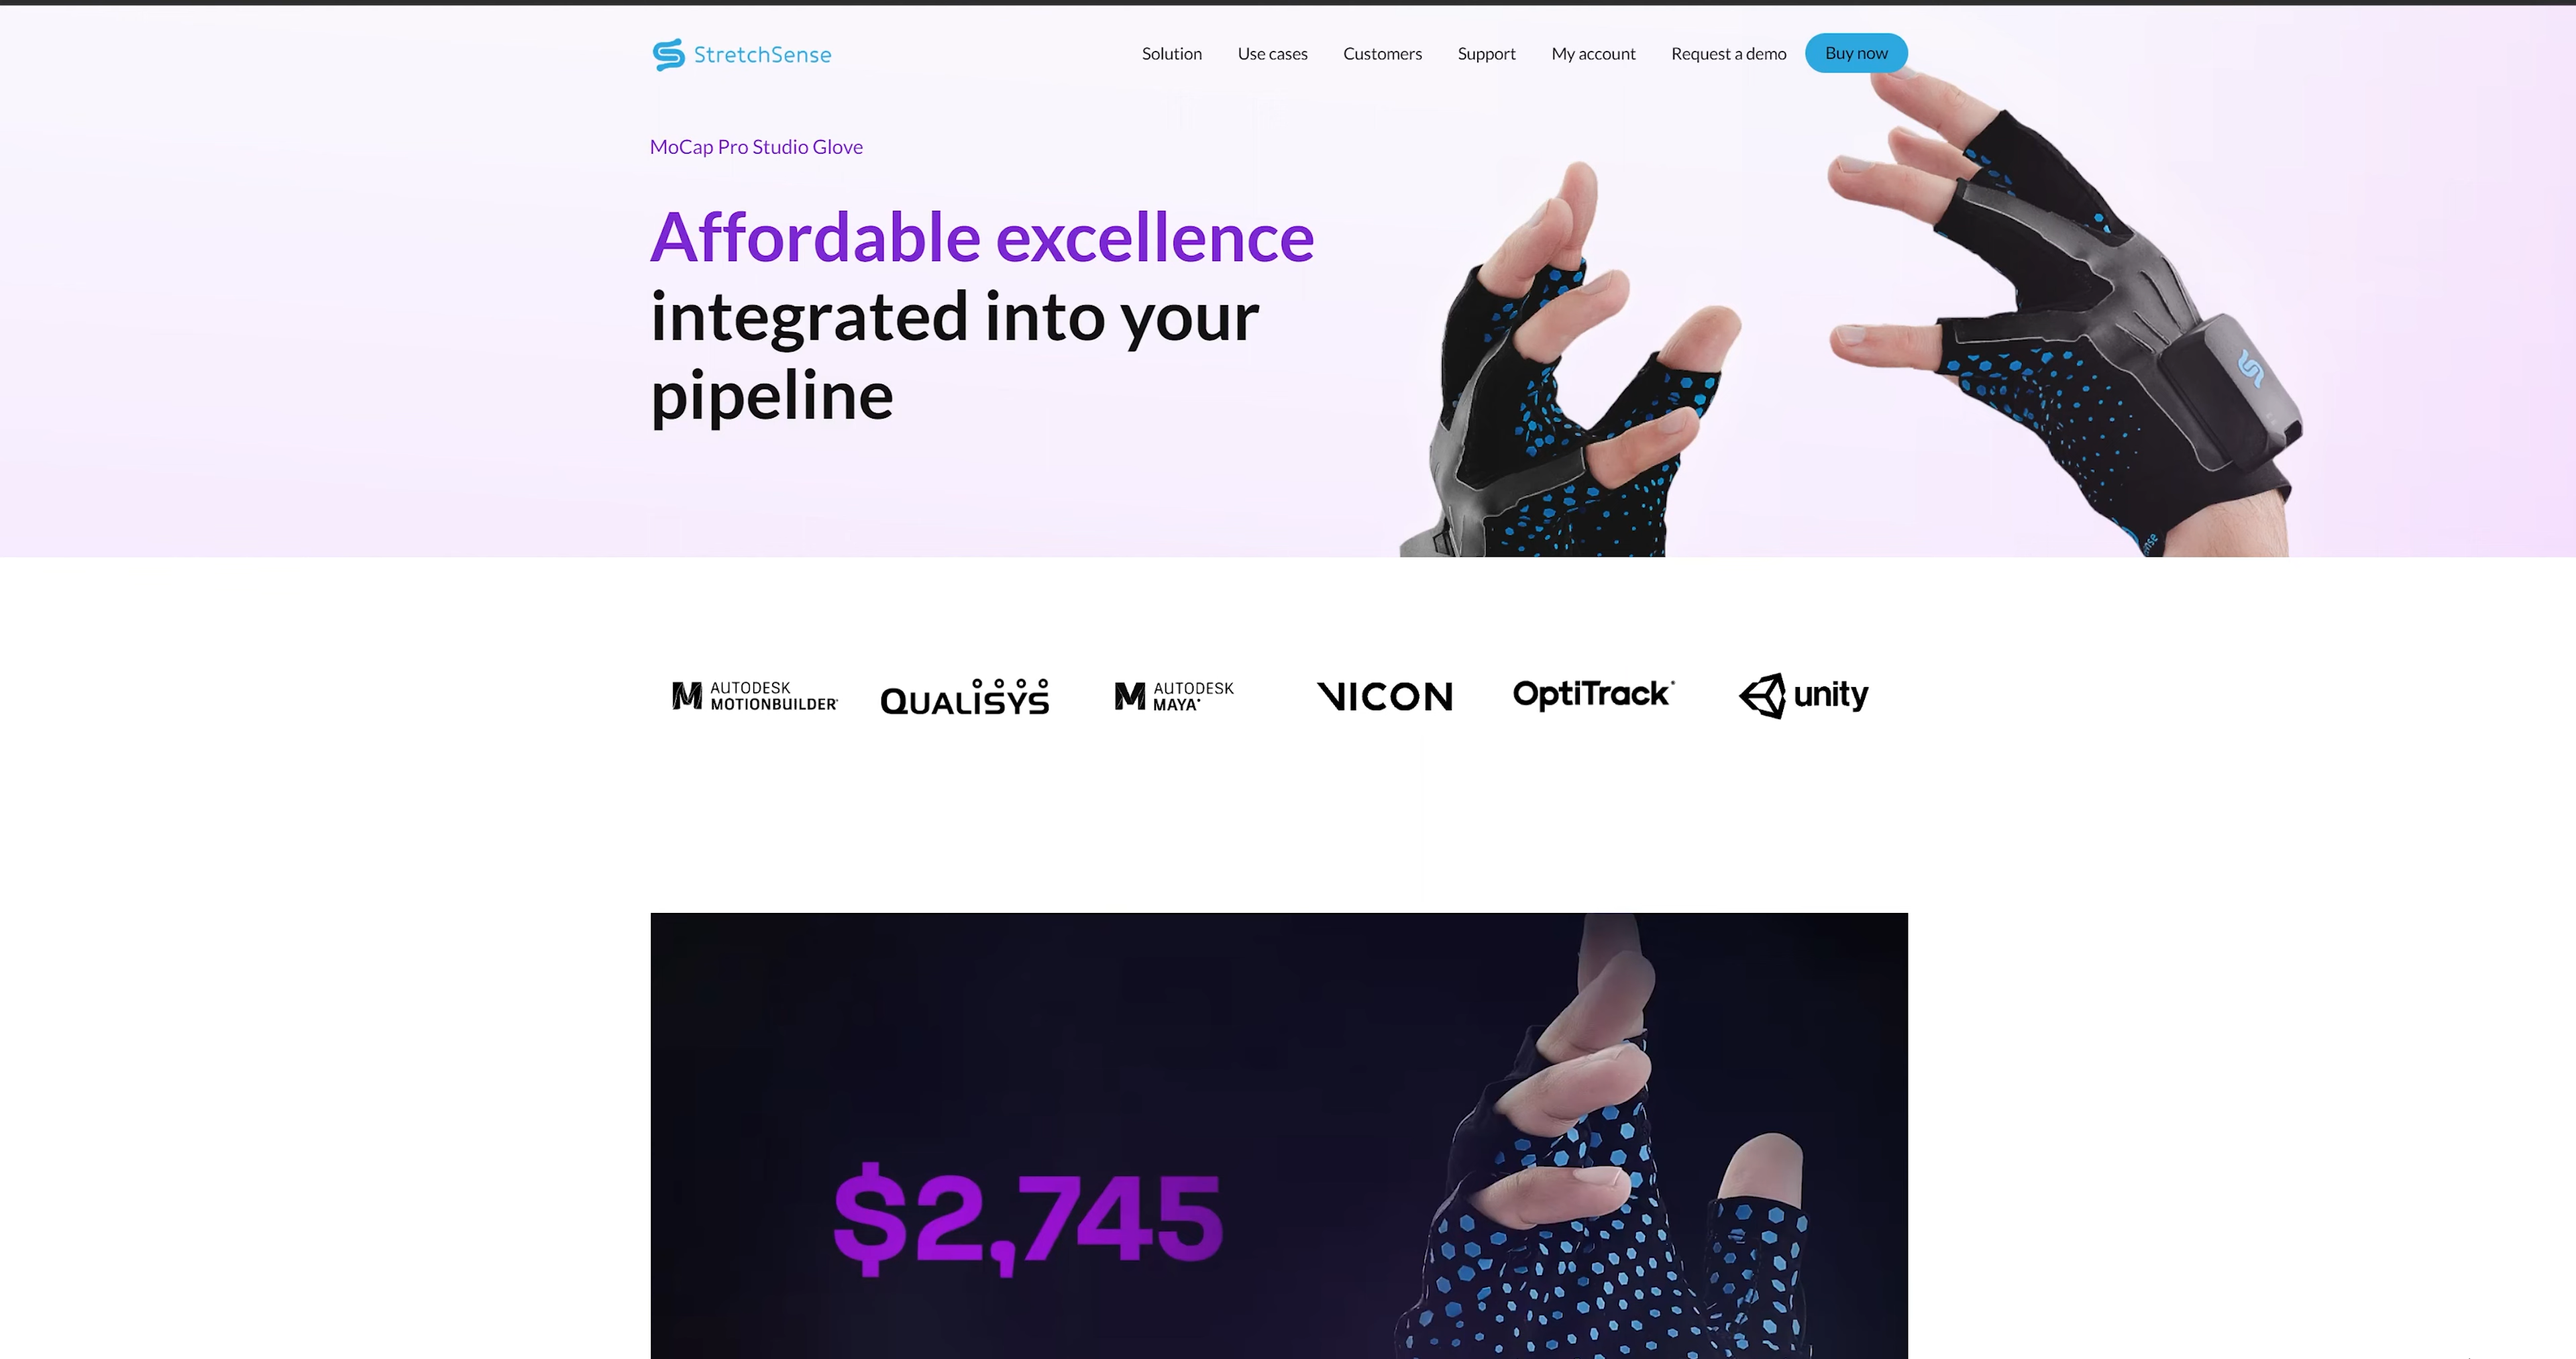 StretchSense
Solution Use cases Customers Support My account Request a demo Buy now
MoCap Pro Studio Glove
Affordable excellence
integrated into your
pipeline
AUTODESK
MOTIONBUILDER®
QUALISYS
AUTODESK
MAYA®
VICON
OptiTrack®
unity
$2,745